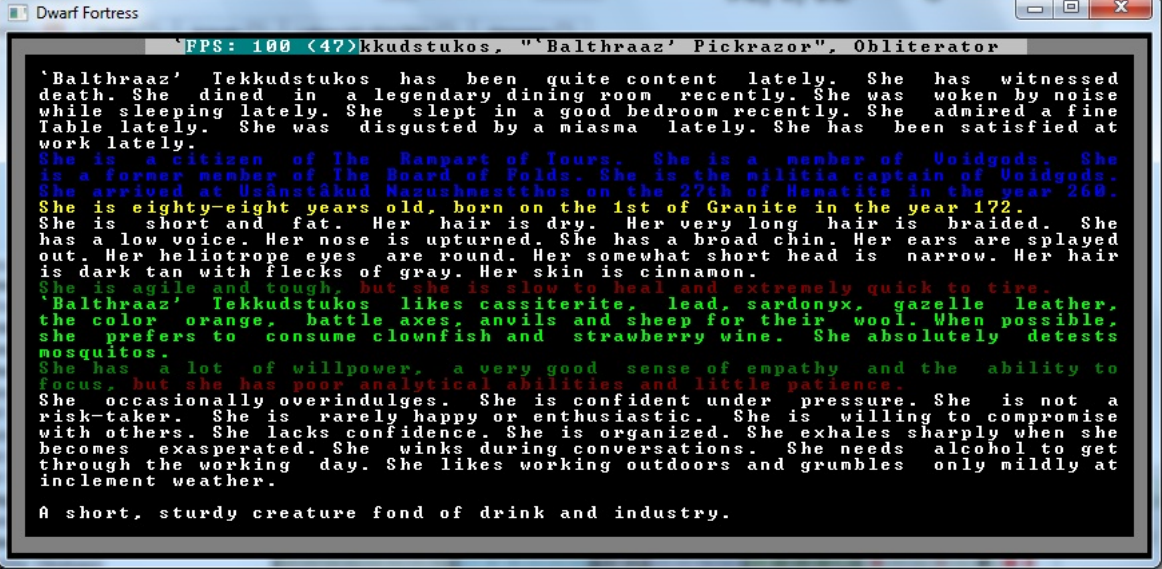 Dwarf Fortress
`FPS: 100 (47)kkudstukos, "`Balthraaz' Pickrazor", Obliterator
`Balthraaz' Tekkudstukos has been quite content lately. She has witnessed
death. She dined in a legendary dining room recently. She was woken by noise
while sleeping lately. She slept in a good bedroom recently. She admired a fine
Table lately. She was disgusted by a miasma lately. She has been satisfied at
work lately.
She is a citizen of The Rampart of Tours. She is a member of Voidgods. She
is a former member of The Board of Folds. She is the militia captain of Voidgods.
She arrived at Usânstâkud Nazushmestthos on the 27th of Hematite in the year 260.
She is eighty-eight years old, born on the 1st of Granite in the year 172.
She is short and fat. Her hair is dry. Her very long hair is braided. She
has a low voice. Her nose is upturned. She has a broad chin. Her ears are splayed
out. Her heliotrope eyes are round. Her somewhat short head is narrow. Her hair
is dark tan with flecks of gray. Her skin is cinnamon.
She is agile and tough, but she is slow to heal and extremely quick to tire.
`Balthraaz' Tekkudstukos likes cassiterite, lead, sardonyx, gazelle leather,
the color orange, battle axes, anvils and sheep for their wool. When possible,
she prefers to consume clownfish and strawberry wine. She absolutely detests
mosquitos.
She has a lot of willpower, a very good sense of empathy and the ability to
focus, but she has poor analytical abilities and little patience.
She occasionally overindulges. She is confident under pressure. She is not a
risk-taker. She is rarely happy or enthusiastic. She is willing to compromise
with others. She lacks confidence. She is organized. She exhales sharply when she
becomes exasperated. She winks during conversations. She needs alcohol to get
through the working day. She likes working outdoors and grumbles only mildly at
inclement weather.
A short, sturdy creature fond of drink and industry.